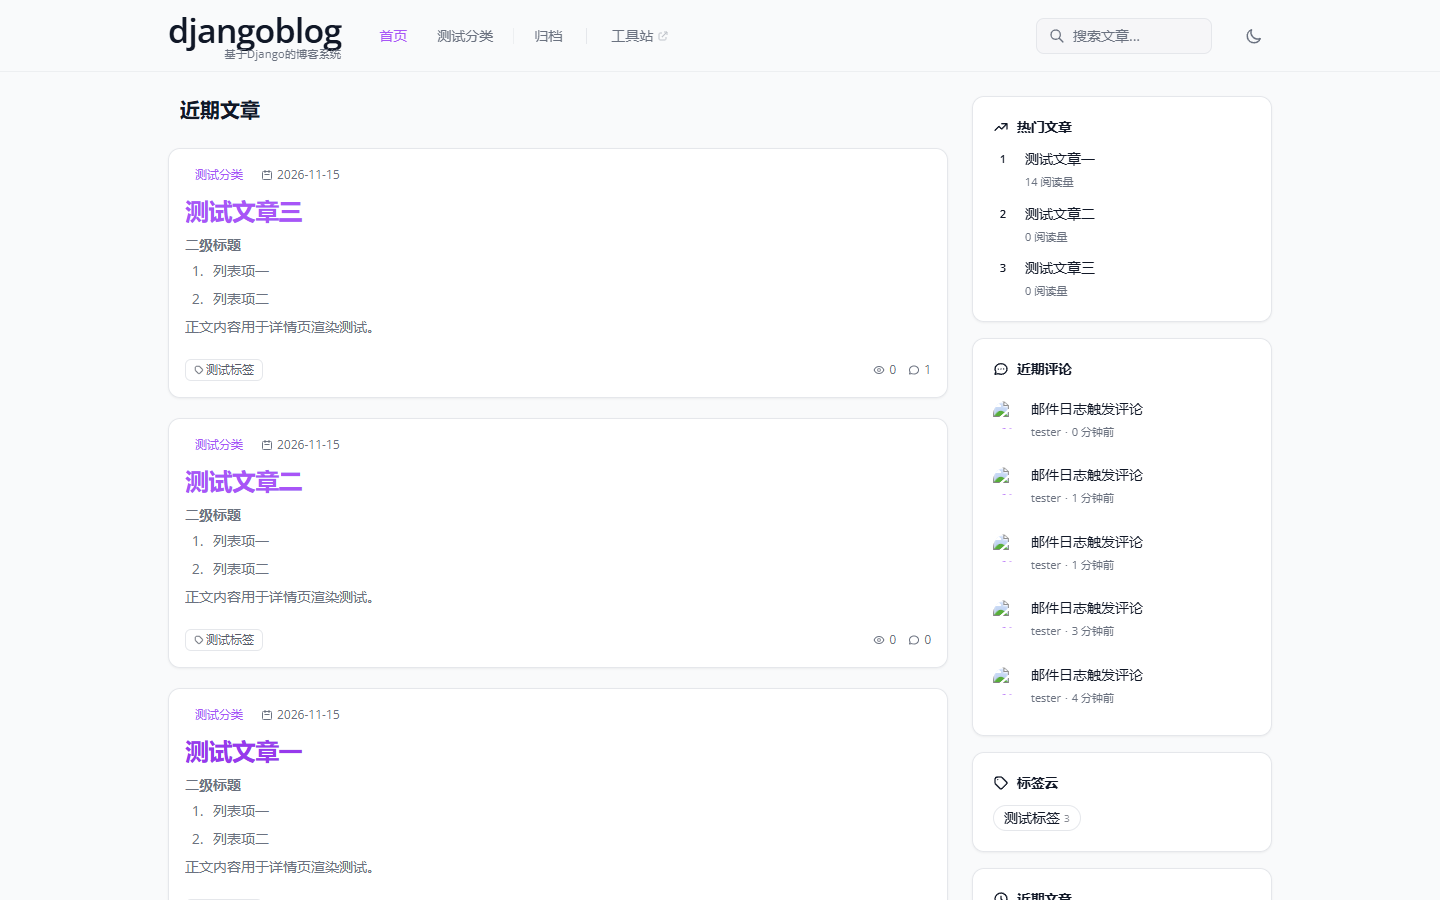 djangoblog
基于Django的博客系统
首页
测试分类
归档
工具站
搜索文章...
近期文章
测试分类 2026-11-15
测试文章三
二级标题
1. 列表项一
2. 列表项二
正文内容用于详情页渲染测试。
测试标签
0 1
测试分类 2026-11-15
测试文章二
二级标题
1. 列表项一
2. 列表项二
正文内容用于详情页渲染测试。
测试标签
0 0
测试分类 2026-11-15
测试文章一
二级标题
1. 列表项一
2. 列表项二
正文内容用于详情页渲染测试。
热门文章
1 测试文章一
14 阅读量
2 测试文章二
0 阅读量
3 测试文章三
0 阅读量
近期评论
邮件日志触发评论
tester · 0 分钟前
邮件日志触发评论
tester · 1 分钟前
邮件日志触发评论
tester · 1 分钟前
邮件日志触发评论
tester · 3 分钟前
邮件日志触发评论
tester · 4 分钟前
标签云
测试标签 3
近期文章